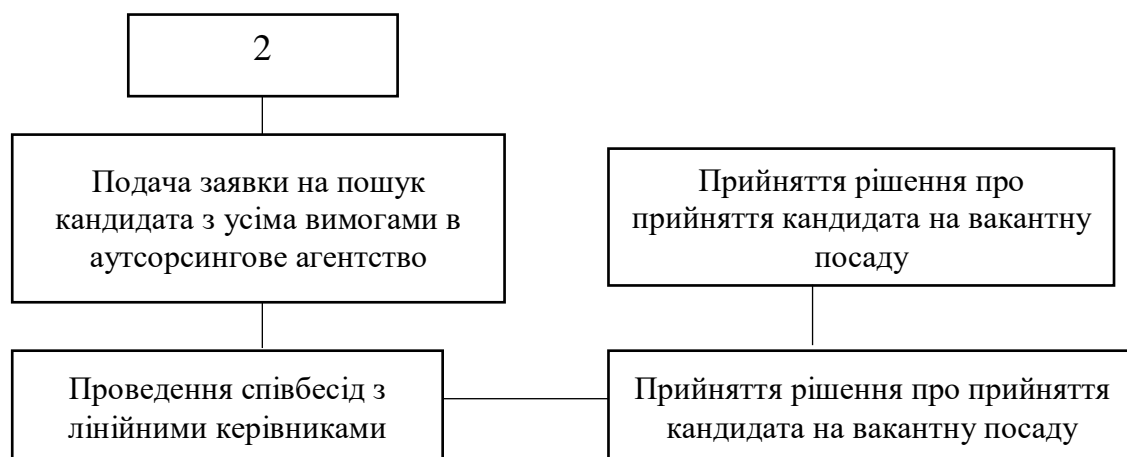 2
Подача заявки на пошук
кандидата з усіма вимогами в
аутсорсингове агентство
Прийняття рішення про
прийняття кандидата на вакантну
посаду
Проведення співбесід з
лінійними керівниками
Прийняття рішення про прийняття
кандидата на вакантну посаду